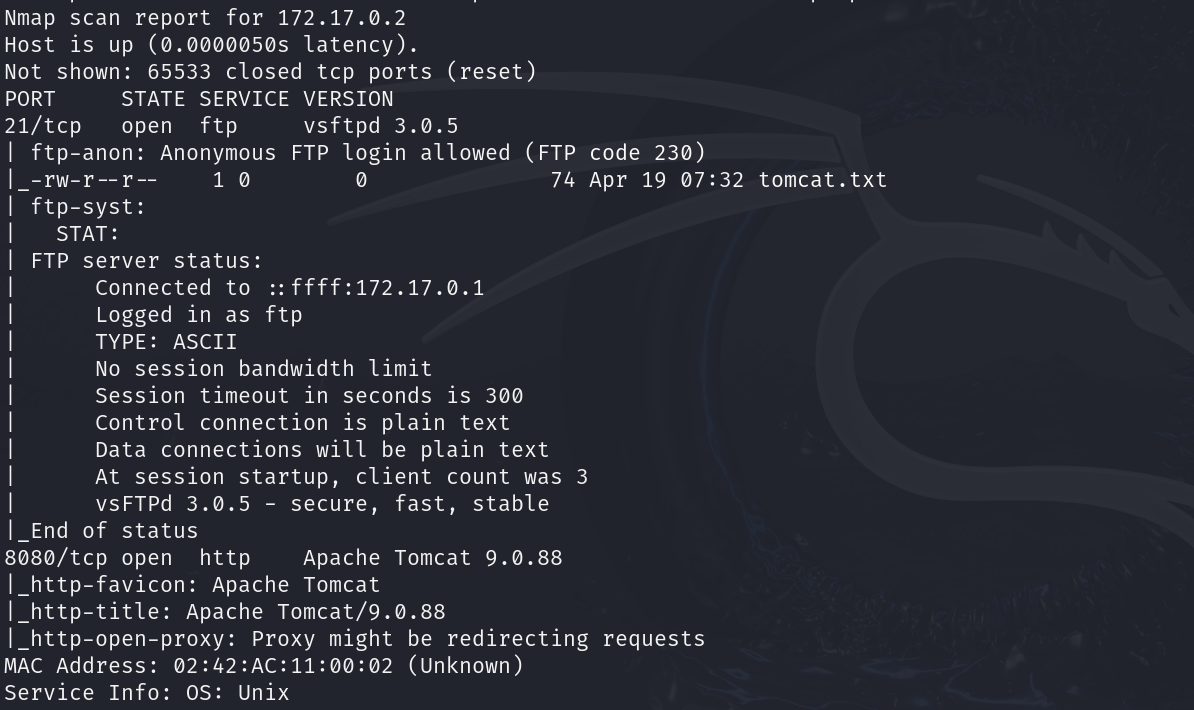 Nmap scan report for 172.17.0.2
Host is up (0.0000050s latency).
Not shown: 65533 closed tcp ports (reset)
PORT     STATE SERVICE VERSION
21/tcp   open  ftp     vsftpd 3.0.5
| ftp-anon: Anonymous FTP login allowed (FTP code 230)
|_-rw-r--r--    1 0        0              74 Apr 19 07:32 tomcat.txt
| ftp-syst:
|   STAT:
| FTP server status:
|      Connected to ::ffff:172.17.0.1
|      Logged in as ftp
|      TYPE: ASCII
|      No session bandwidth limit
|      Session timeout in seconds is 300
|      Control connection is plain text
|      Data connections will be plain text
|      At session startup, client count was 3
|      vsFTPd 3.0.5 - secure, fast, stable
|_End of status
8080/tcp open  http    Apache Tomcat 9.0.88
|_http-favicon: Apache Tomcat
|_http-title: Apache Tomcat/9.0.88
|_http-open-proxy: Proxy might be redirecting requests
MAC Address: 02:42:AC:11:00:02 (Unknown)
Service Info: OS: Unix